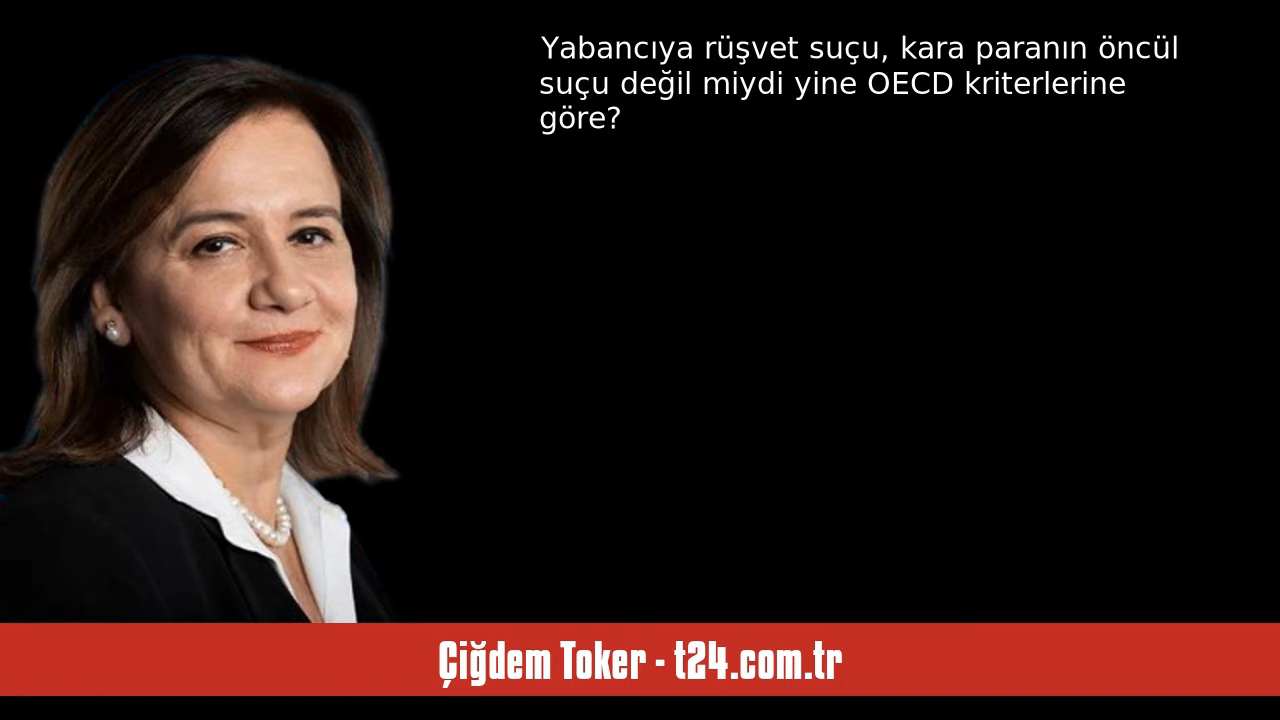 Yabancıya rüşvet suçu, kara paranın öncül
suçu değil miydi yine OECD kriterlerine
göre?
Çiğdem Toker - t24.com.tr